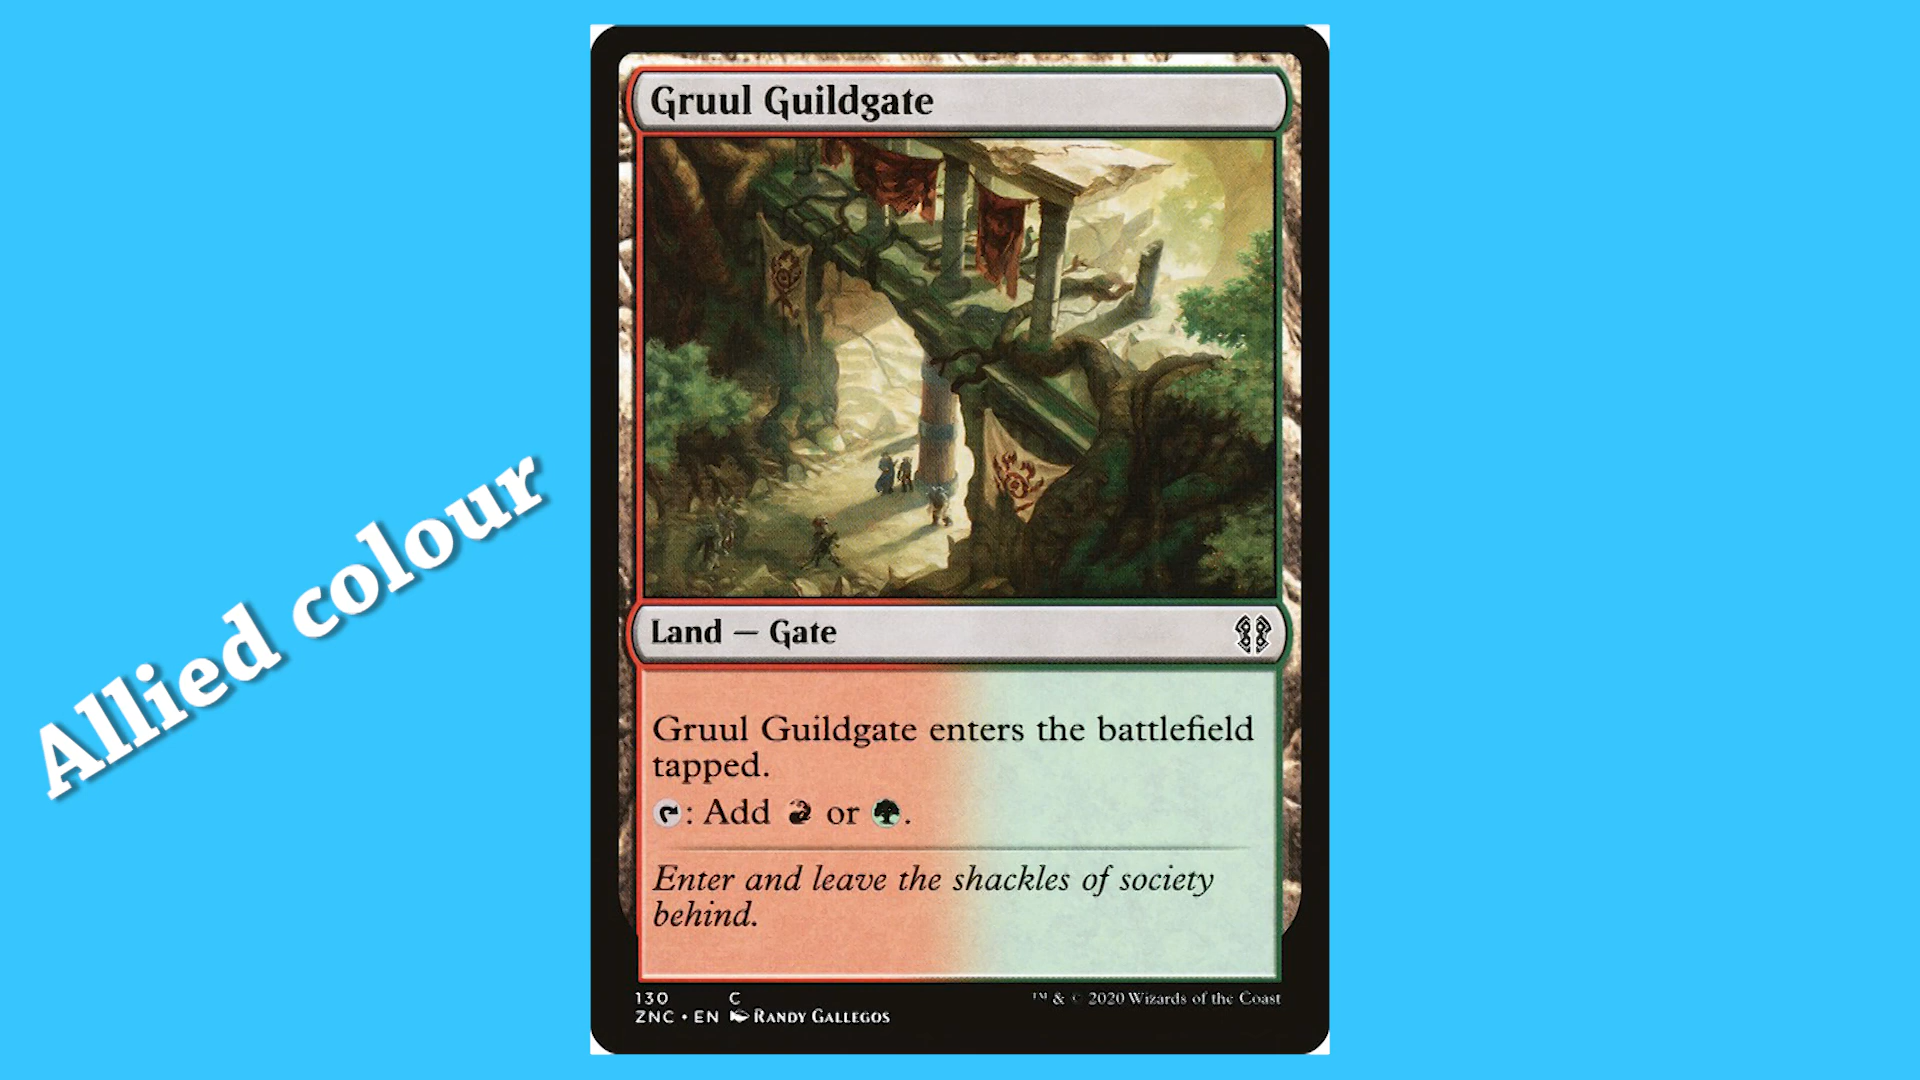 Allied colour
Gruul Guildgate
Land — Gate
Gruul Guildgate enters the battlefield
tapped.
: Add or .
Enter and leave the shackles of society
behind.
130 C
ZNC • EN Randy Gallegos
™ & © 2020 Wizards of the Coast